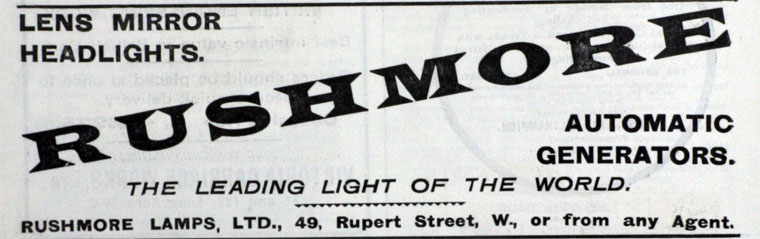 LENS MIRROR
HEADLIGHTS.
RUSHMORE
AUTOMATIC
GENERATORS.
THE LEADING LIGHT OF THE WORLD.
RUSHMORE LAMPS, LTD., 49, Rupert Street, W., or from any Agent.